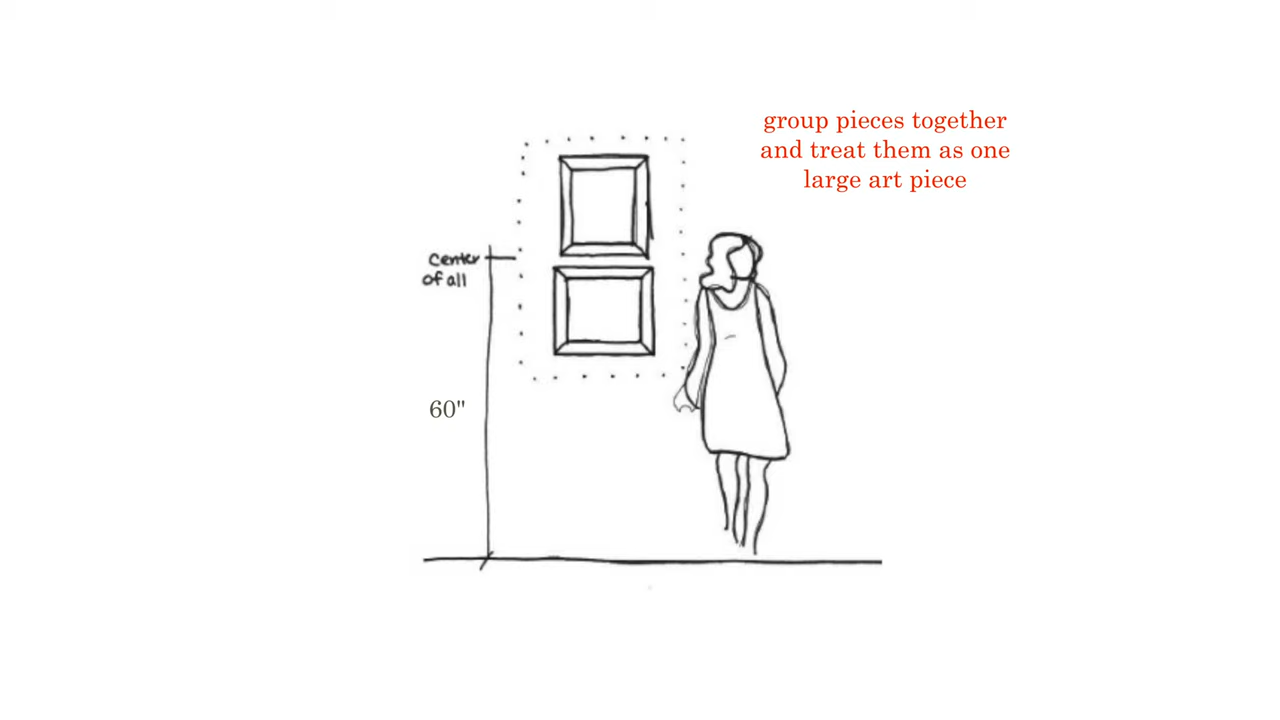 group pieces together
and treat them as one
large art piece
Center
of all
60"